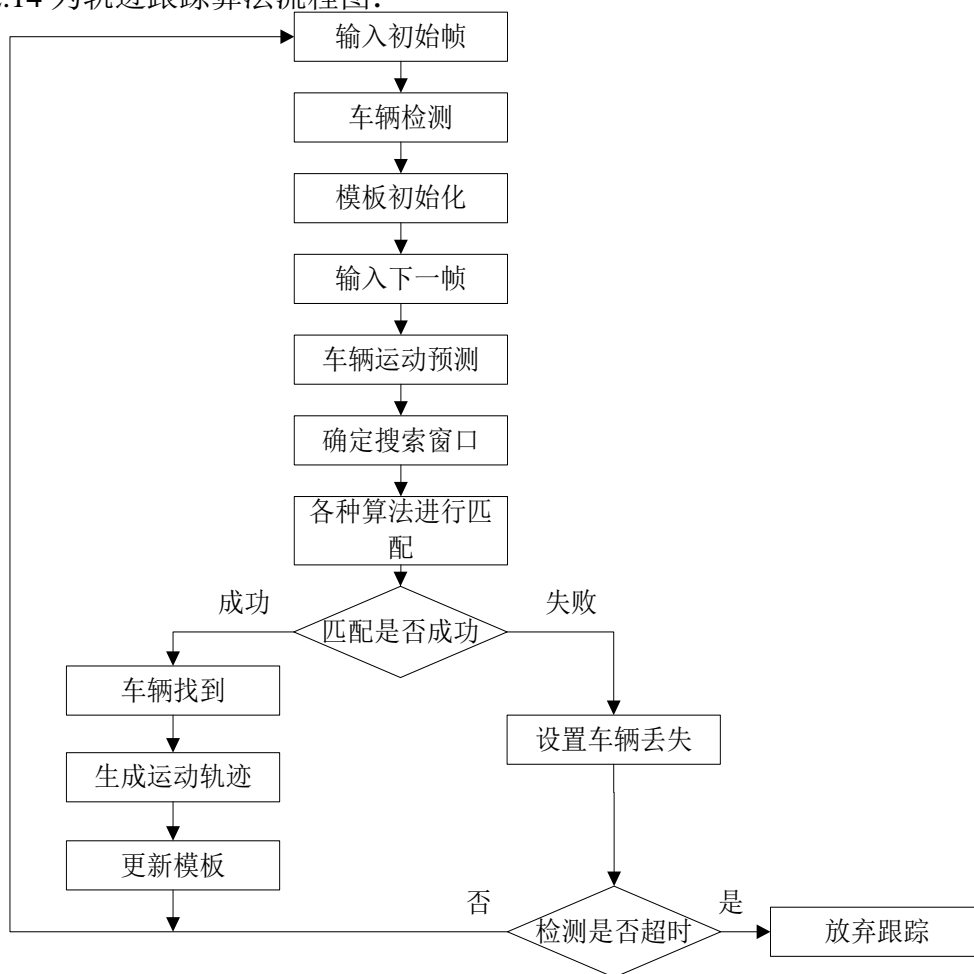 2.14 为轨迹跟踪算法流程图：
输入初始帧
车辆检测
模板初始化
输入下一帧
车辆运动预测
确定搜索窗口
各种算法进行匹
配
成功
失败
匹配是否成功
车辆找到
设置车辆丢失
生成运动轨迹
更新模板
否
是
检测是否超时
放弃跟踪